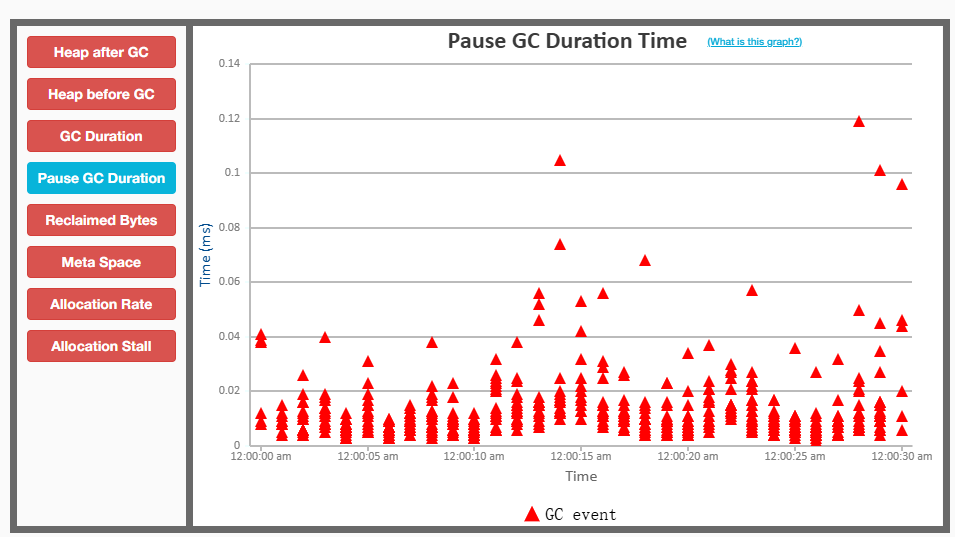 Heap after GC
Heap before GC
GC Duration
Pause GC Duration
Reclaimed Bytes
Meta Space
Allocation Rate
Allocation Stall
Pause GC Duration Time (What is this graph?)
0.14
0.12
0.1
0.08
0.06
0.04
0.02
0
Time (ms)
12:00:00 am 12:00:05 am 12:00:10 am 12:00:15 am 12:00:20 am 12:00:25 am 12:00:30 am
Time
GC event